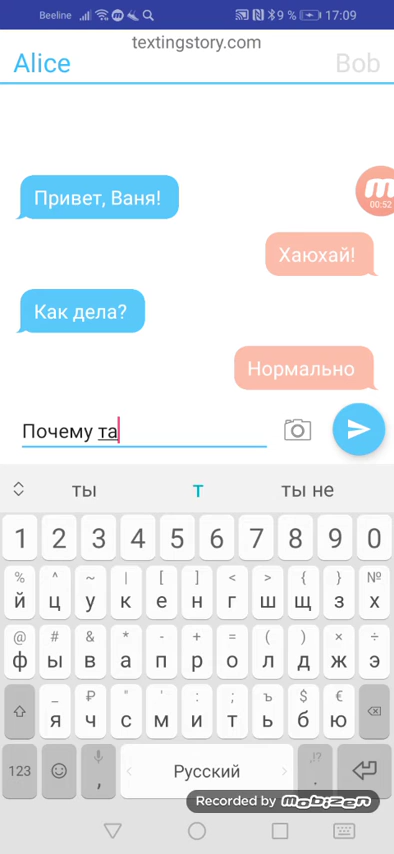 Beeline 9 % 17:09
textingstory.com
Alice Bob
Привет, Ваня!
00:52
Хаюхай!
Как дела?
Нормально
Почему та
ты т ты не
1 2 3 4 5 6 7 8 9 0
% ^ ~ | [ ] < > { } №
й ц у к е н г ш щ з х
@ # & * - + = ( ) × ÷
ф ы в а п р о л д ж э
_ ₽ " ' : ; ъ $ €
я ч с м и т ь б ю
123 , Русский ,!? .
Recorded by mobizen